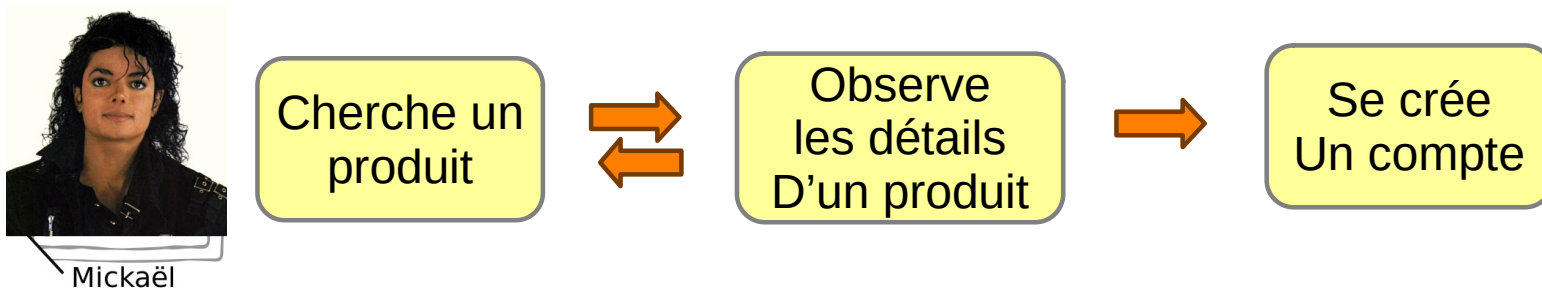 Mickaël
Cherche un
produit
Observe
les détails
D’un produit
Se crée
Un compte